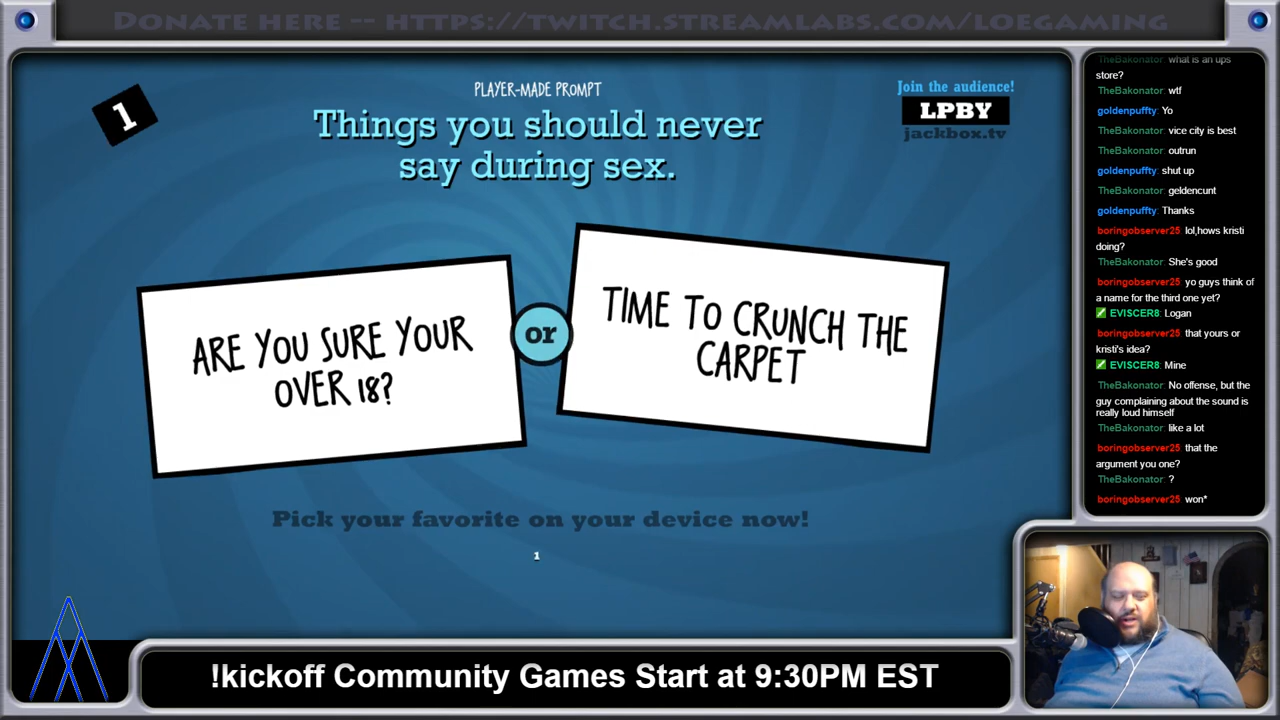 Donate here -- https://twitch.streamlabs.com/loegaming
1
PLAYER-MADE PROMPT
Things you should never
say during sex.
Join the audience!
LPBY
jackbox.tv
ARE YOU SURE YOUR
OVER 18?
or
TIME TO CRUNCH THE
CARPET
Pick your favorite on your device now!
1
TheBakonator: what is an ups
store?
TheBakonator: wtf
goldenpuffty: Yo
TheBakonator: vice city is best
TheBakonator: outrun
goldenpuffty: shut up
TheBakonator: geldencunt
goldenpuffty: Thanks
boringobserver25: lol,hows kristi
doing?
TheBakonator: She's good
boringobserver25: yo guys think of
a name for the third one yet?
EVISCER8: Logan
boringobserver25: that yours or
kristi's idea?
EVISCER8: Mine
TheBakonator: No offense, but the
guy complaining about the sound is
really loud himself
TheBakonator: like a lot
boringobserver25: that the
argument you one?
TheBakonator: ?
boringobserver25: won*
!kickoff Community Games Start at 9:30PM EST